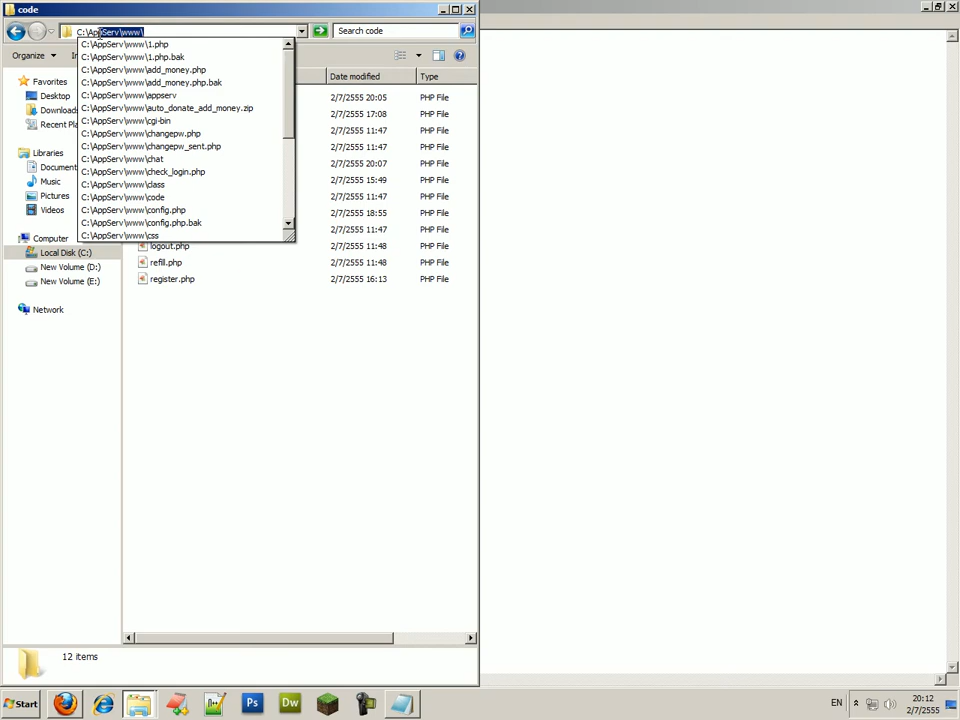 code
C:\AppServ\www\
Search code
Organize
C:\AppServ\www\1.php
C:\AppServ\www\1.php.bak
C:\AppServ\www\add_money.php
C:\AppServ\www\add_money.php.bak
C:\AppServ\www\appserv
C:\AppServ\www\auto_donate_add_money.zip
C:\AppServ\www\cgi-bin
C:\AppServ\www\changepw.php
C:\AppServ\www\changepw_sent.php
C:\AppServ\www\chat
C:\AppServ\www\check_login.php
C:\AppServ\www\class
C:\AppServ\www\code
C:\AppServ\www\config.php
C:\AppServ\www\config.php.bak
C:\AppServ\www\css
Favorites
Desktop
Download
Recent Pla
Libraries
Document
Music
Pictures
Videos
Computer
Local Disk (C:)
New Volume (D:)
New Volume (E:)
Network
Date modified Type
2/7/2555 20:05 PHP File
2/7/2555 17:08 PHP File
2/7/2555 11:47 PHP File
2/7/2555 20:07 PHP File
2/7/2555 15:49 PHP File
2/7/2555 11:47 PHP File
2/7/2555 18:55 PHP File
2/7/2555 11:47 PHP File
logout.php 2/7/2555 11:48 PHP File
refill.php 2/7/2555 11:48 PHP File
register.php 2/7/2555 16:13 PHP File
12 items
Start
Ps
Dw
EN
20:12
2/7/2555